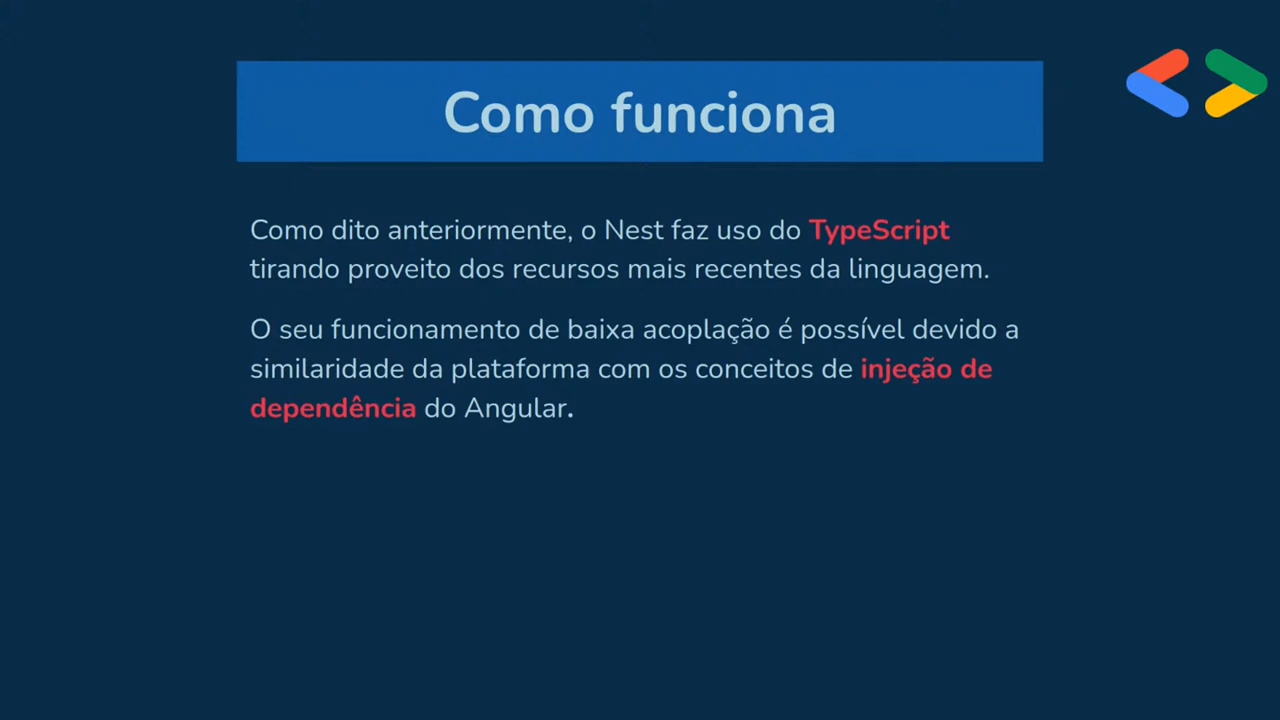 Como funciona
Como dito anteriormente, o Nest faz uso do TypeScript
tirando proveito dos recursos mais recentes da linguagem.
O seu funcionamento de baixa acoplação é possível devido a
similaridade da plataforma com os conceitos de injeção de
dependência do Angular.